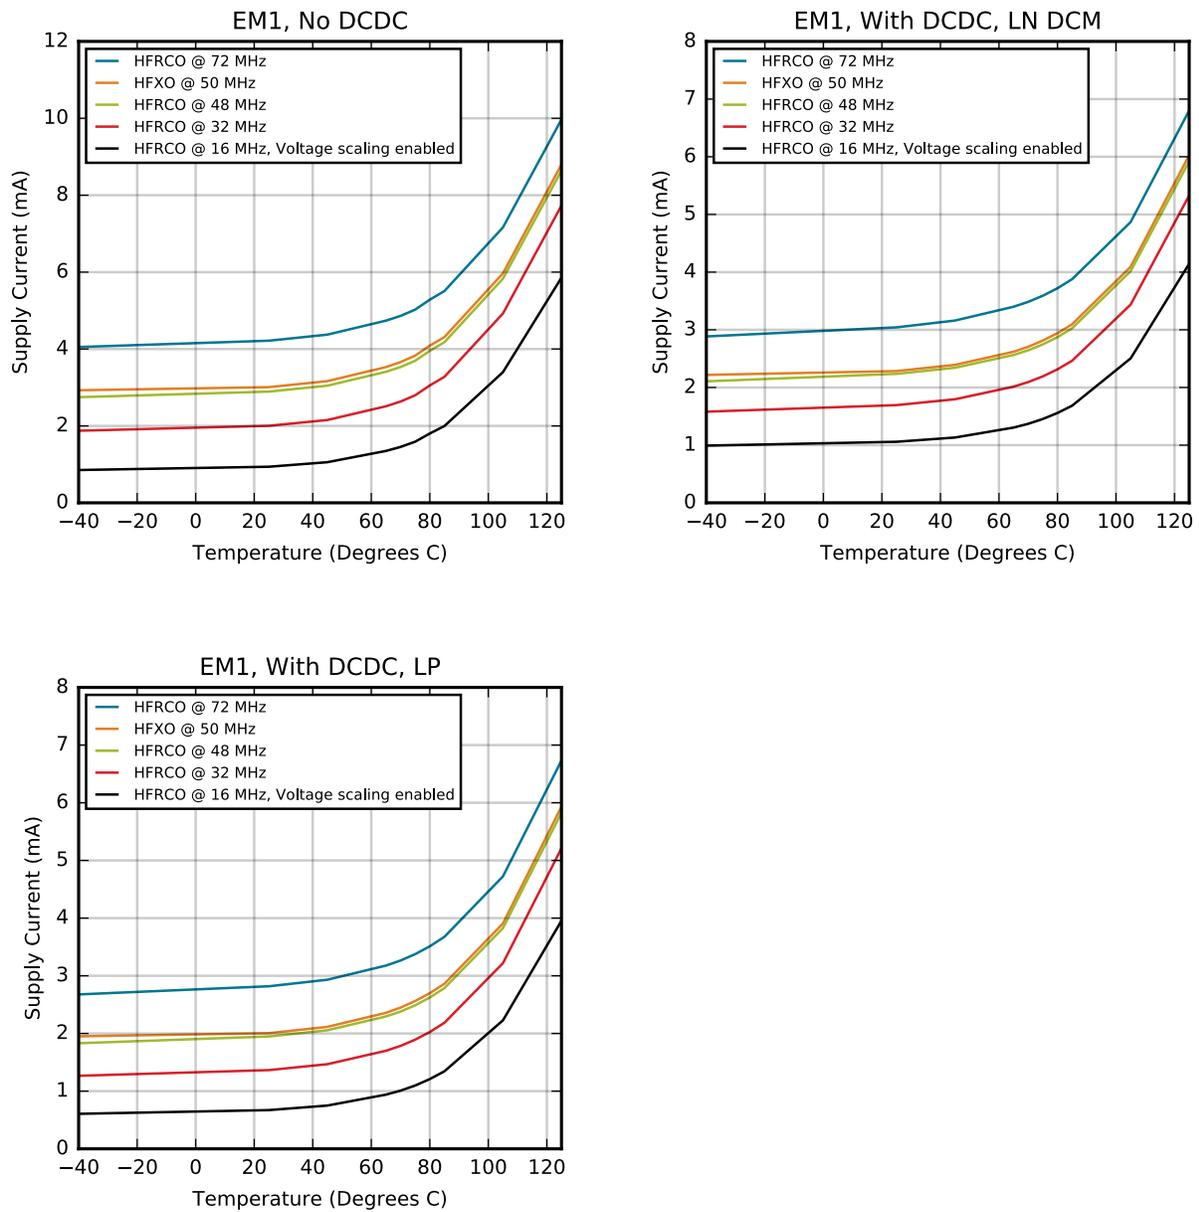 EM1, No DCDC
12
10
8
6
4
2
0
Supply Current (mA)
HFRCO @ 72 MHz
HFXO @ 50 MHz
HFRCO @ 48 MHz
HFRCO @ 32 MHz
HFRCO @ 16 MHz, Voltage scaling enabled
−40 −20 0 20 40 60 80 100 120
Temperature (Degrees C)
EM1, With DCDC, LN DCM
8
7
6
5
4
3
2
1
0
Supply Current (mA)
HFRCO @ 72 MHz
HFXO @ 50 MHz
HFRCO @ 48 MHz
HFRCO @ 32 MHz
HFRCO @ 16 MHz, Voltage scaling enabled
−40 −20 0 20 40 60 80 100 120
Temperature (Degrees C)
EM1, With DCDC, LP
8
7
6
5
4
3
2
1
0
Supply Current (mA)
HFRCO @ 72 MHz
HFXO @ 50 MHz
HFRCO @ 48 MHz
HFRCO @ 32 MHz
HFRCO @ 16 MHz, Voltage scaling enabled
−40 −20 0 20 40 60 80 100 120
Temperature (Degrees C)